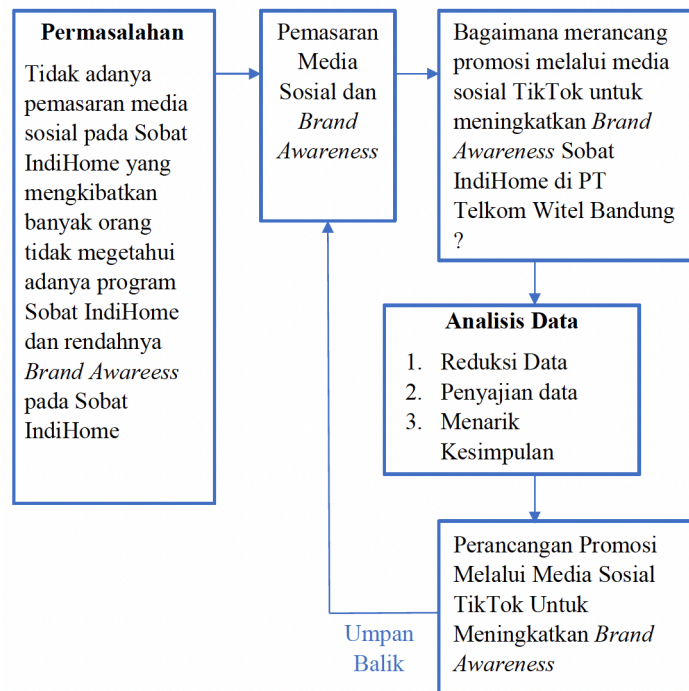 Permasalahan
Tidak adanya
pemasaran media
sosial pada Sobat
IndiHome yang
mengkibatkan
banyak orang
tidak megetahui
adanya program
Sobat IndiHome
dan rendahnya
Brand Awareess
pada Sobat
IndiHome
Pemasaran
Media
Sosial dan
Brand
Awareness
Bagaimana merancang
promosi melalui media
sosial TikTok untuk
meningkatkan Brand
Awareness Sobat
IndiHome di PT
Telkom Witel Bandung
?
Analisis Data
1. Reduksi Data
2. Penyajian data
3. Menarik
Kesimpulan
Perancangan Promosi
Melalui Media Sosial
TikTok Untuk
Meningkatkan Brand
Awareness
Umpan
Balik